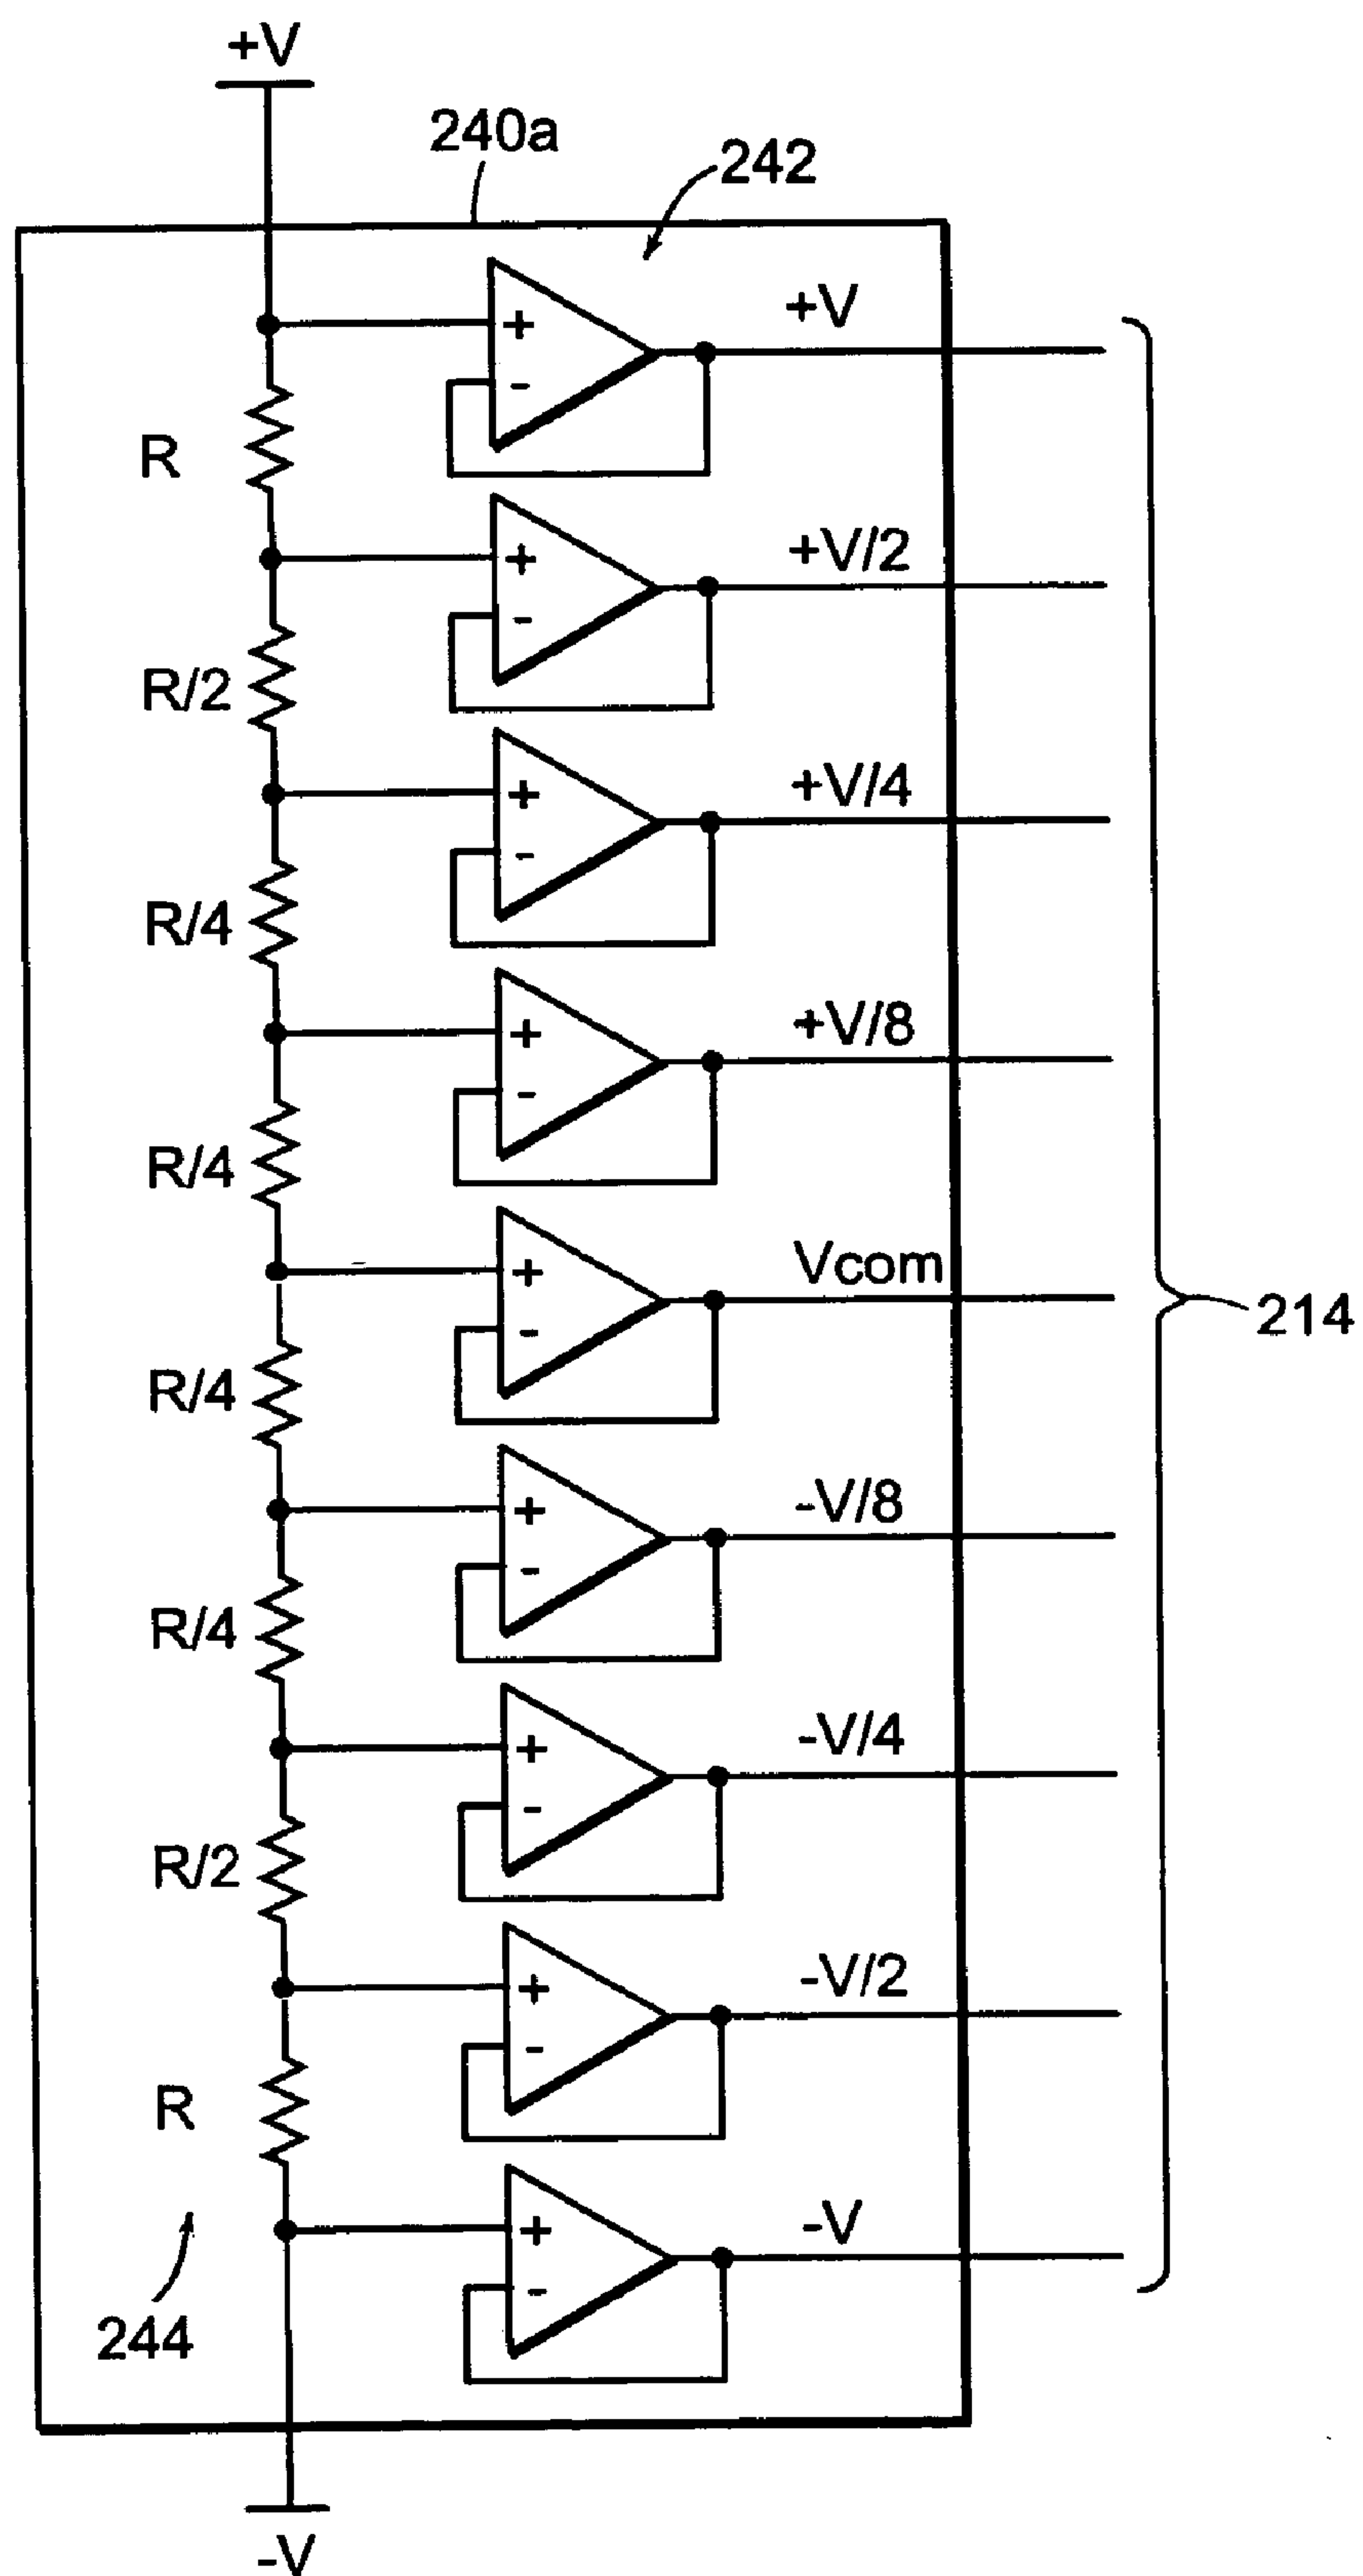 +V
240a
242
+V
+
-
R
+V/2
+
-
R/2
+V/4
+
-
R/4
+V/8
+
-
R/4
Vcom
+
-
214
R/4
-V/8
+
-
R/4
-V/4
+
-
R/2
-V/2
+
-
R
-V
+
-
244
-V